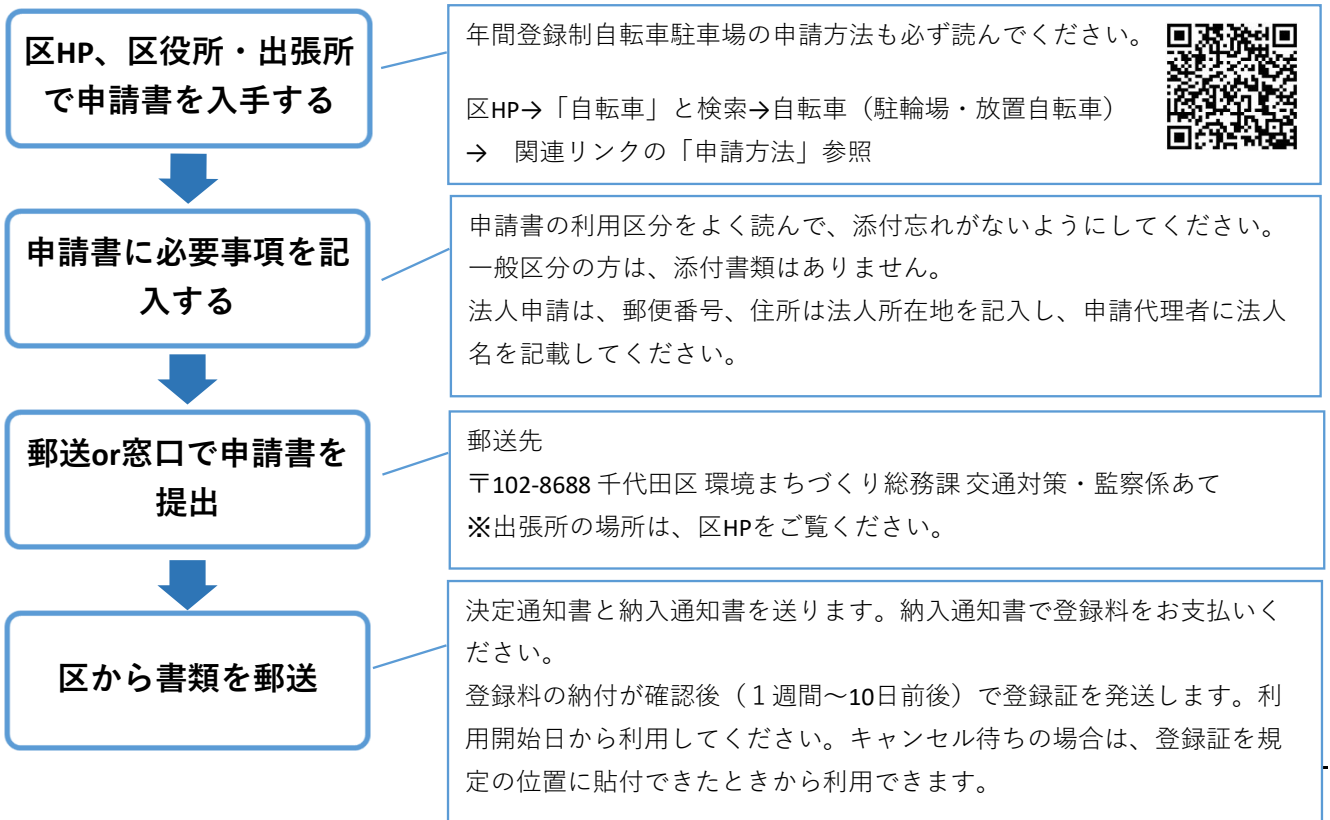 区HP、区役所・出張所
で申請書を入手する
年間登録制自転車駐車場の申請方法も必ず読んでください。
区HP→「自転車」と検索→自転車（駐輪場・放置自転車）
→　関連リンクの「申請方法」参照
申請書に必要事項を記
入する
申請書の利用区分をよく読んで、添付忘れがないようにしてください。
一般区分の方は、添付書類はありません。
法人申請は、郵便番号、住所は法人所在地を記入し、申請代理者に法人
名を記載してください。
郵送or窓口で申請書を
提出
郵送先
〒102-8688 千代田区 環境まちづくり総務課 交通対策・監察係あて
※出張所の場所は、区HPをご覧ください。
区から書類を郵送
決定通知書と納入通知書を送ります。納入通知書で登録料をお支払いく
ださい。
登録料の納付が確認後（１週間～10日前後）で登録証を発送します。利
用開始日から利用してください。キャンセル待ちの場合は、登録証を規
定の位置に貼付できたときから利用できます。